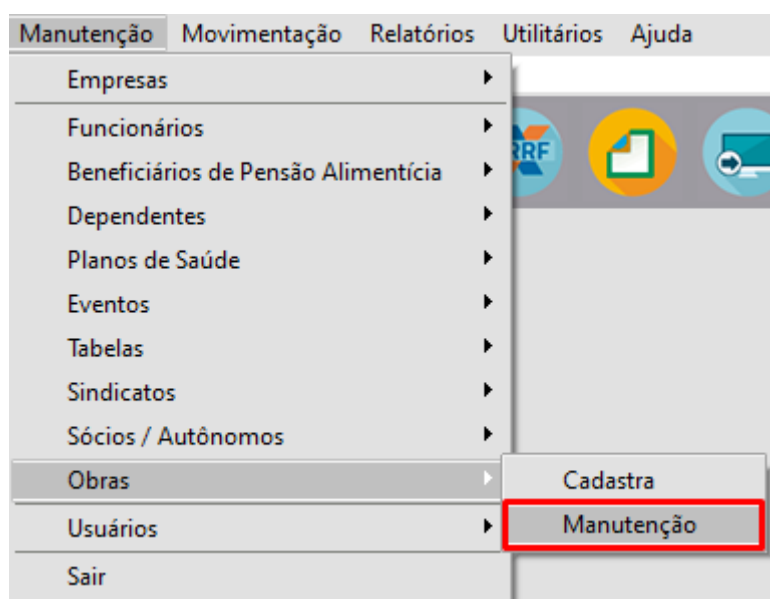 Manutenção Movimentação Relatórios Utilitários Ajuda
Empresas
Funcionários
RRF
Beneficiários de Pensão Alimentícia
Dependentes
Planos de Saúde
Eventos
Tabelas
Sindicatos
Sócios / Autônomos
Obras
Cadastra
Usuários
Manutenção
Sair